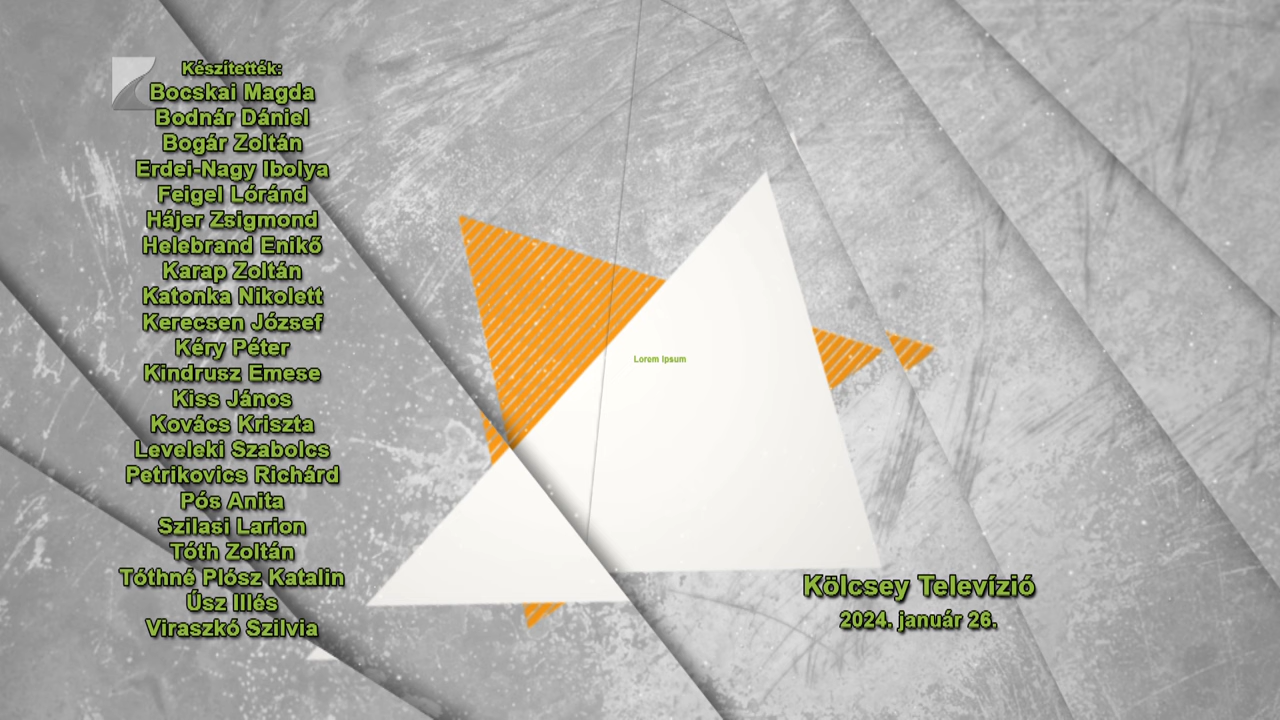 Készítették:
Bocskai Magda
Bodnár Dániel
Bogár Zoltán
Erdei-Nagy Ibolya
Feigel Lóránd
Hájer Zsigmond
Helebrand Enikő
Karap Zoltán
Katonka Nikolett
Kerecsen József
Kéry Péter
Kindrusz Emese
Kiss János
Kovács Kriszta
Leveleki Szabolcs
Petrikovics Richárd
Pós Anita
Szilasi Larion
Tóth Zoltán
Tóthné Plósz Katalin
Úsz Illés
Viraszkó Szilvia
Lorem Ipsum
Kölcsey Televízió
2024. január 26.